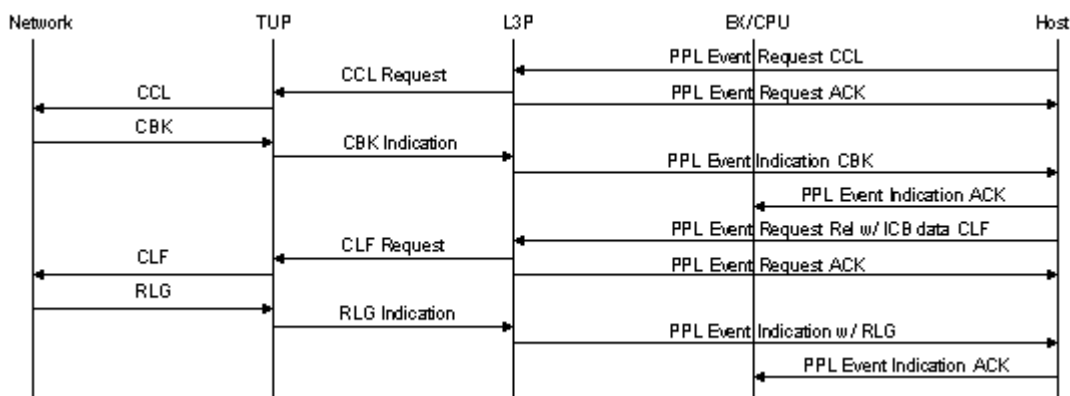 Network TUP L3P EX/CPU Host
PPL Event Request CCL
CCL Request
CCL
PPL Event Request ACK
CBK
CBK Indication
PPL Event Indication CBK
PPL Event Indication ACK
PPL Event Request Rel w/ ICB data CLF
CLF Request
CLF
PPL Event Request ACK
RLG
RLG Indication
PPL Event Indication w/ RLG
PPL Event Indication ACK